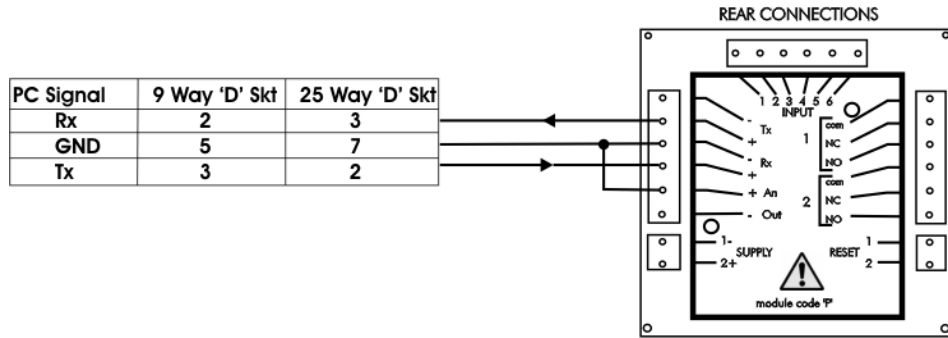 REAR CONNECTIONS
PC Signal 9 Way ‘D’ Skt 25 Way ‘D’ Skt
Rx 2 3
GND 5 7
Tx 3 2
1 2 3 4 5 6
INPUT
- Tx
+
- Rx
+
+ An
- Out
1 com
NC
NO
2 com
NC
NO
1-
SUPPLY
2+
RESET 1
2
module code 'P'